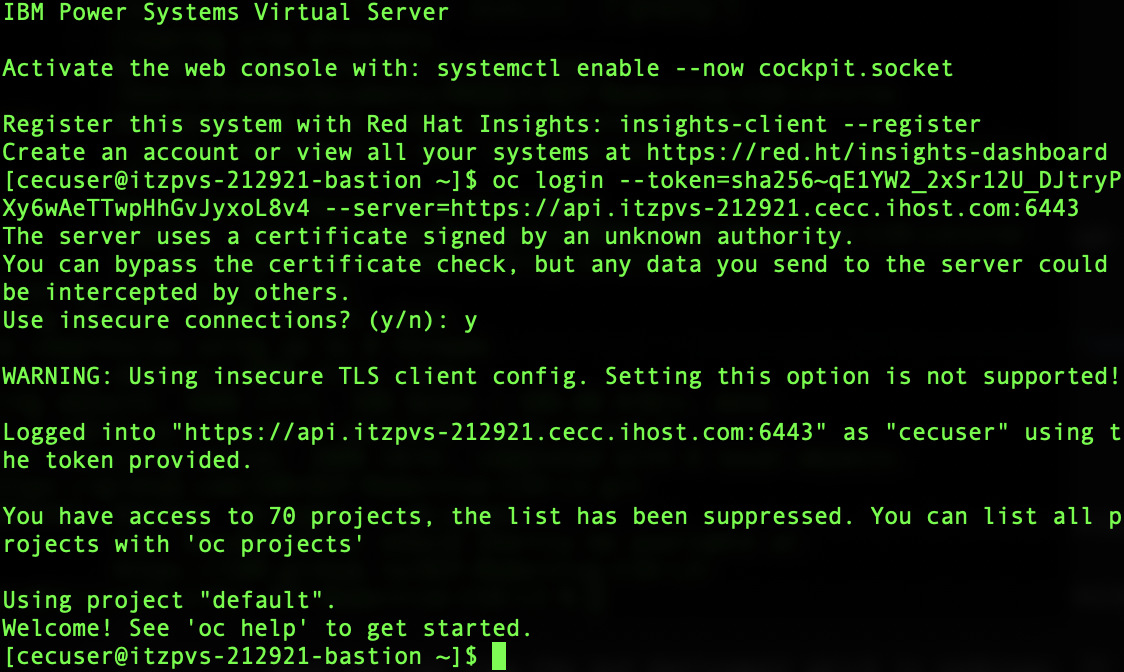 IBM Power Systems Virtual Server
Activate the web console with: systemctl enable --now cockpit.socket
Register this system with Red Hat Insights: insights-client --register
Create an account or view all your systems at https://red.ht/insights-dashboard
[cecuser@itzpvs-212921-bastion ~]$ oc login --token=sha256~qE1YW2_2xSr12U_DJtryP
Xy6wAeTTwpHhGvJyxoL8v4 --server=https://api.itzpvs-212921.cecc.ihost.com:6443
The server uses a certificate signed by an unknown authority.
You can bypass the certificate check, but any data you send to the server could
be intercepted by others.
Use insecure connections? (y/n): y
WARNING: Using insecure TLS client config. Setting this option is not supported!
Logged into "https://api.itzpvs-212921.cecc.ihost.com:6443" as "cecuser" using t
he token provided.
You have access to 70 projects, the list has been suppressed. You can list all p
rojects with 'oc projects'
Using project "default".
Welcome! See 'oc help' to get started.
[cecuser@itzpvs-212921-bastion ~]$